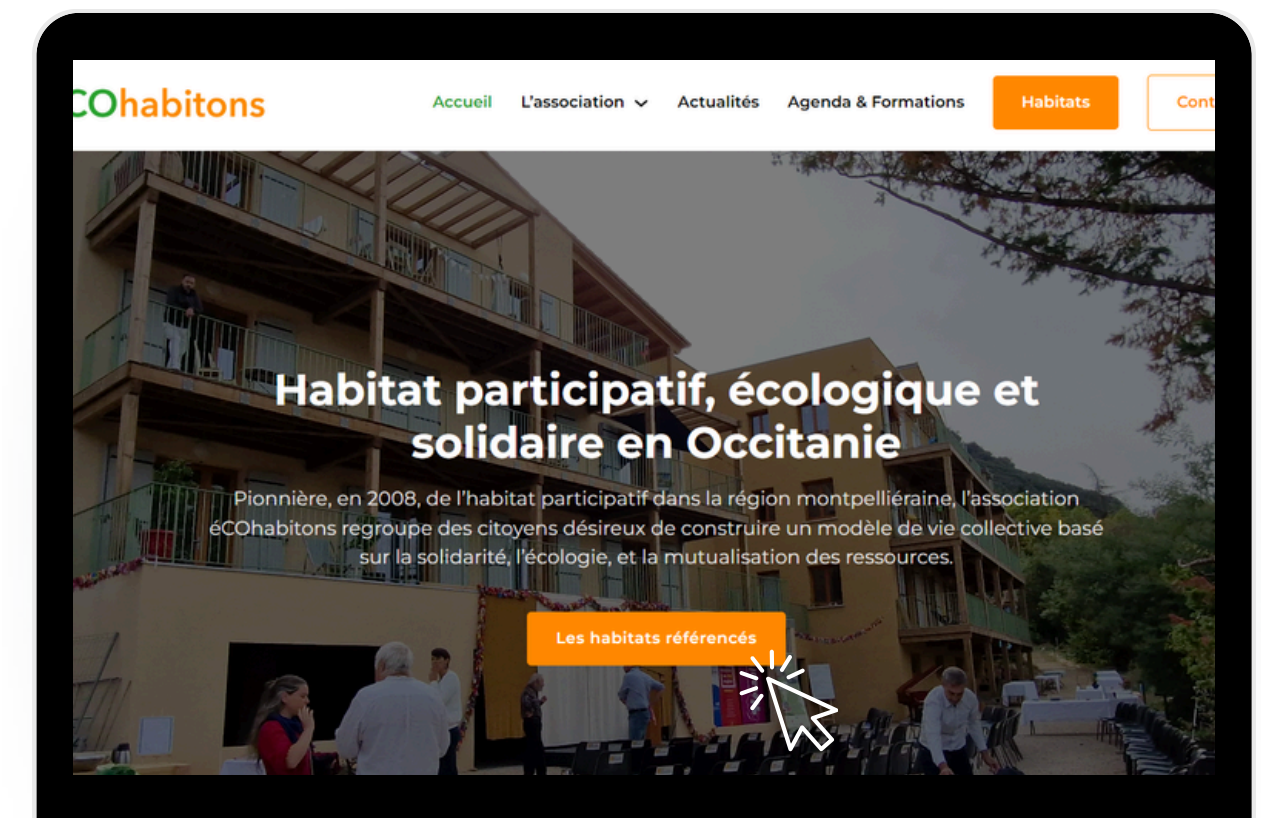 COhabitons
Accueil
L'association
Actualités
Agenda & Formations
Habitats
Cont
Habitat participatif, écologique et
solidaire en Occitanie
Pionnière, en 2008, de l'habitat participatif dans la région montpelliéraine, l'association
éCOhabitons regroupe des citoyens désireux de construire un modèle de vie collective basé
sur la solidarité, l'écologie, et la mutualisation des ressources.
Les habitats référencés